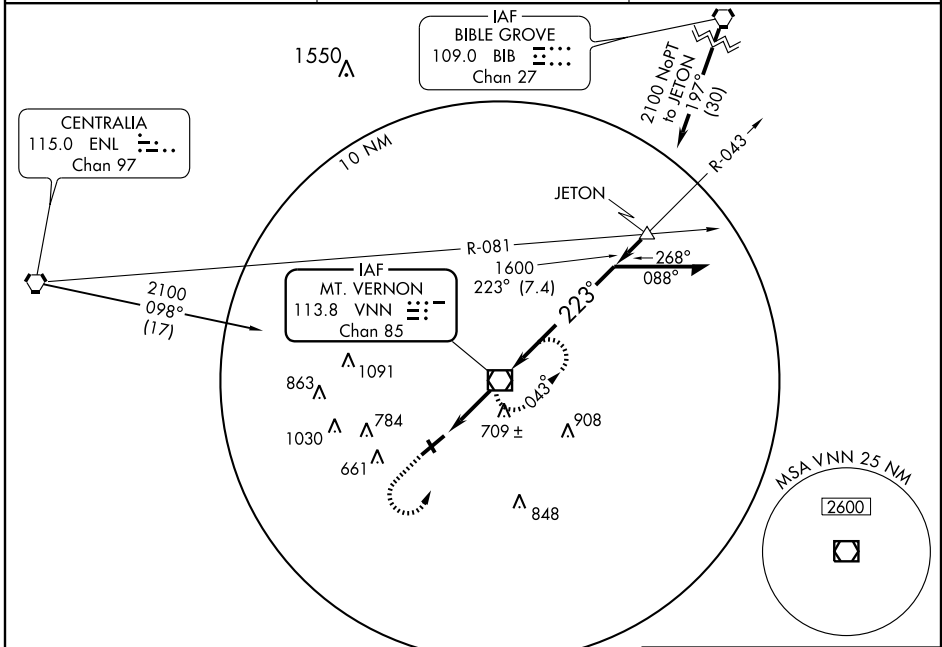 1550
IAF
BIBLE GROVE
109.0 BIB
Chan 27
2100 NoPT
to JETON
197°
(30)
CENTRALIA
115.0 ENL
Chan 97
10 NM
R-043
JETON
R-081
1600
223° (7.4)
268°
088°
2100
098°
(17)
IAF
MT. VERNON
113.8 VNN
Chan 85
223°
1091
863
043°
1030
784
709 ±
908
661
848
MSA VNN 25 NM
2600